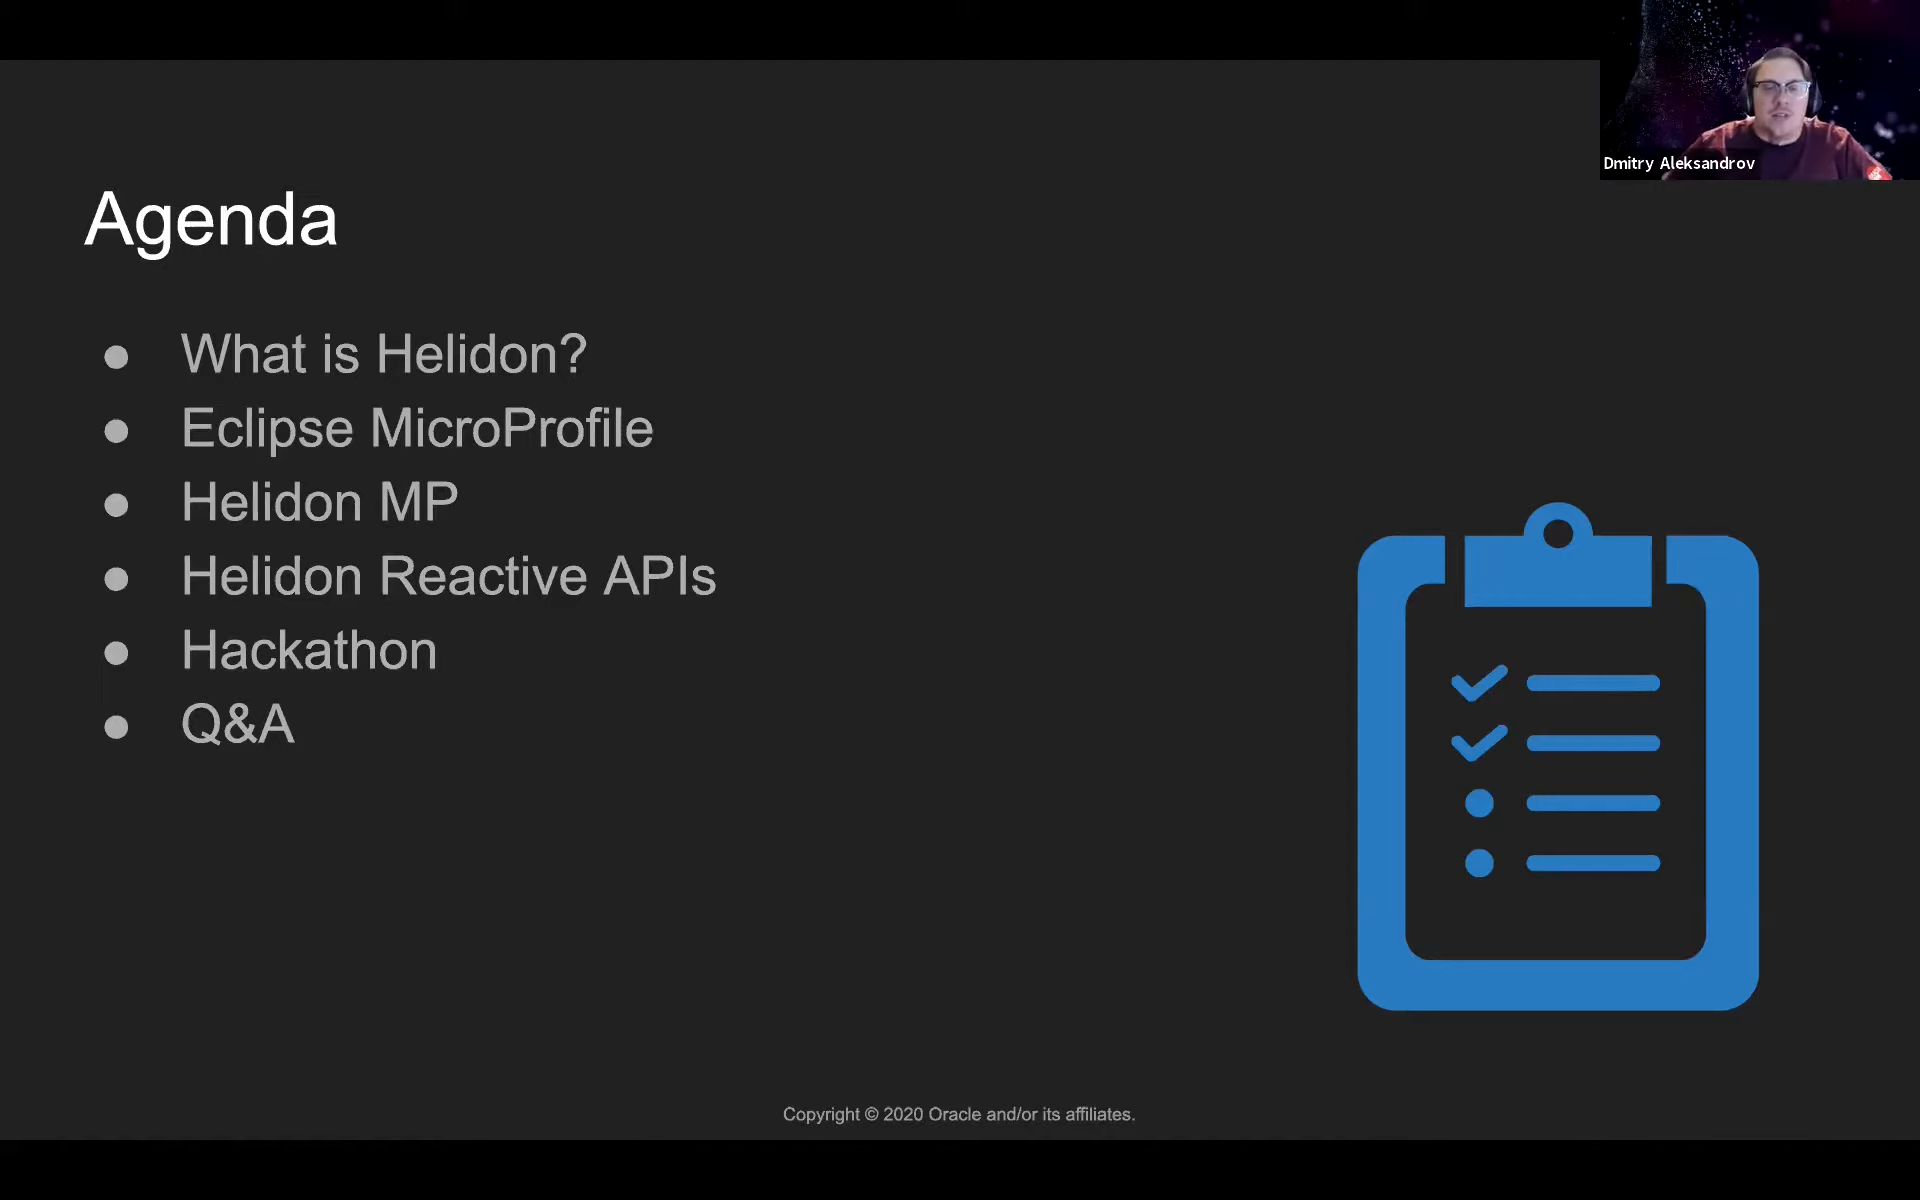 Dmitry Aleksandrov
Agenda
● What is Helidon?
● Eclipse MicroProfile
● Helidon MP
● Helidon Reactive APIs
● Hackathon
● Q&A
Copyright © 2020 Oracle and/or its affiliates.